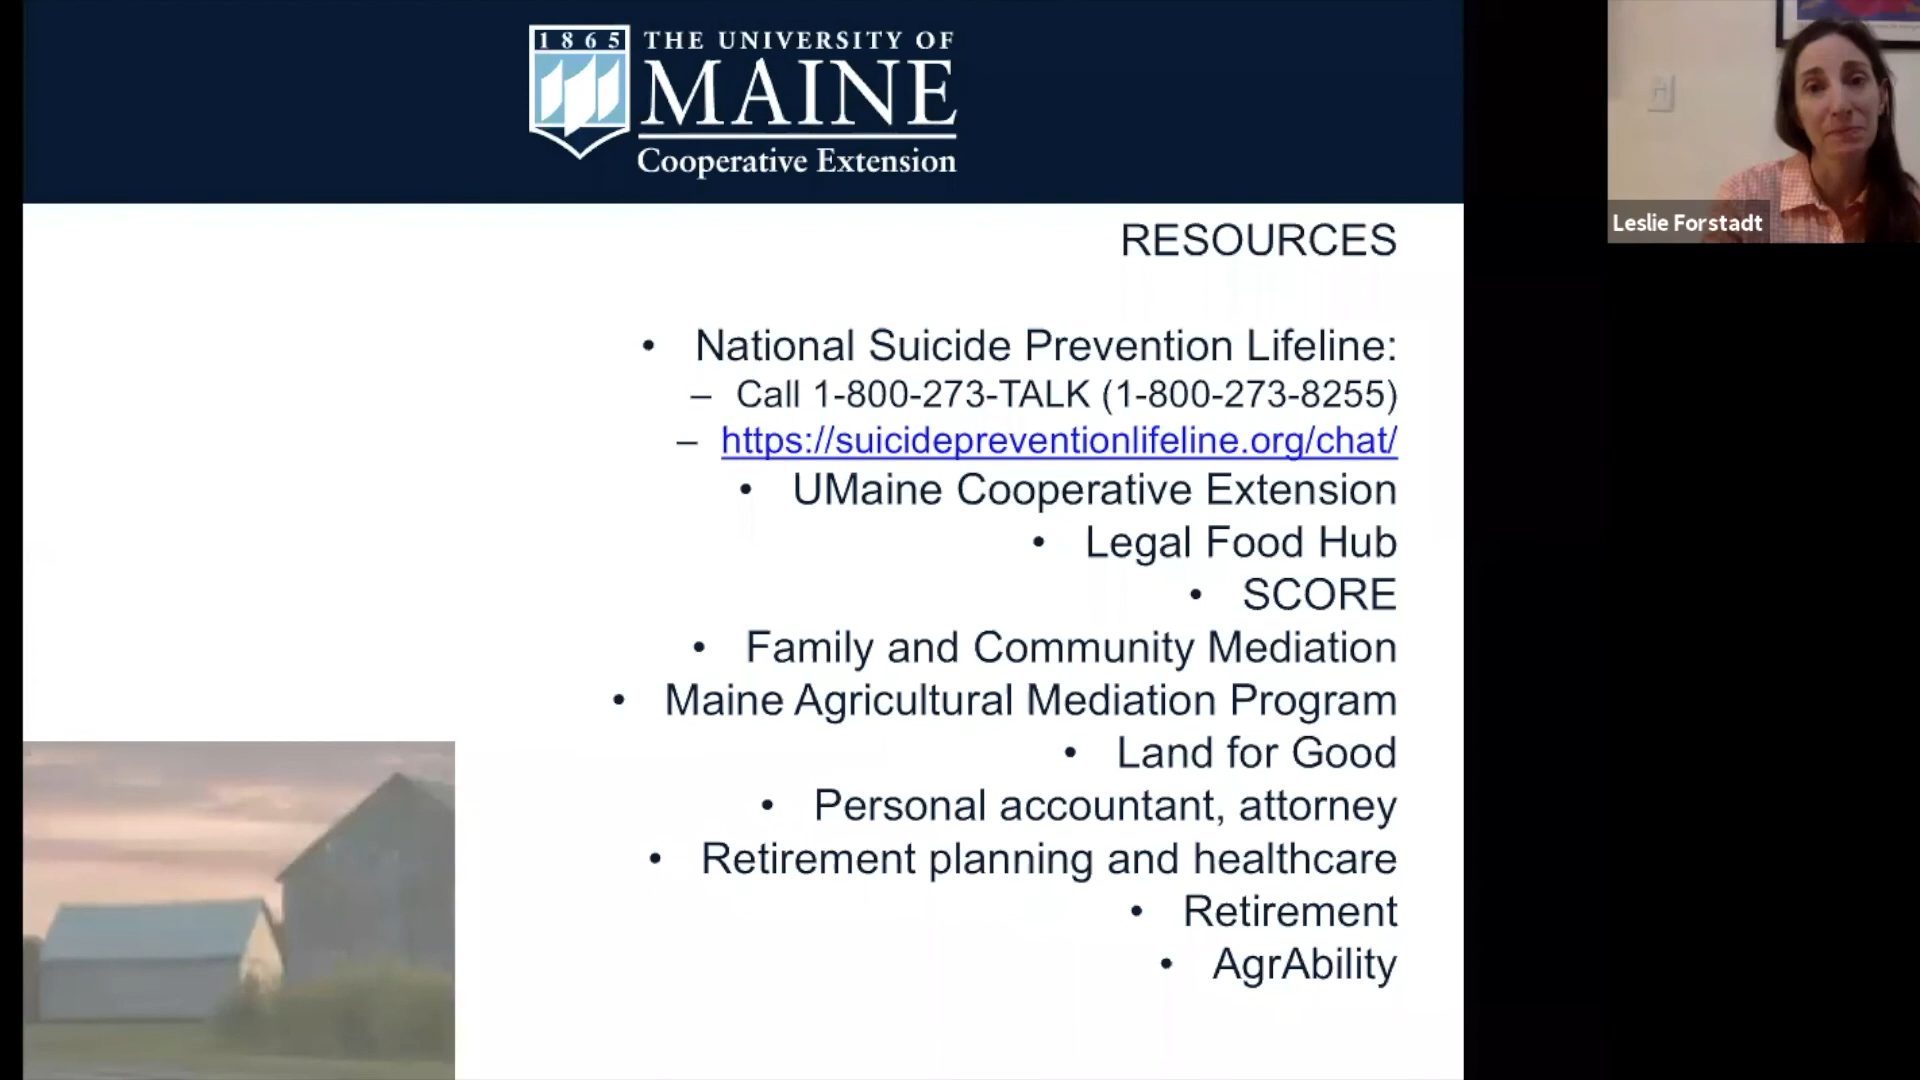 1865
THE UNIVERSITY OF
MAINE
Cooperative Extension
Leslie Forstadt
RESOURCES
• National Suicide Prevention Lifeline:
– Call 1-800-273-TALK (1-800-273-8255)
– https://suicidepreventionlifeline.org/chat/
• UMaine Cooperative Extension
• Legal Food Hub
• SCORE
• Family and Community Mediation
• Maine Agricultural Mediation Program
• Land for Good
• Personal accountant, attorney
• Retirement planning and healthcare
• Retirement
• AgrAbility